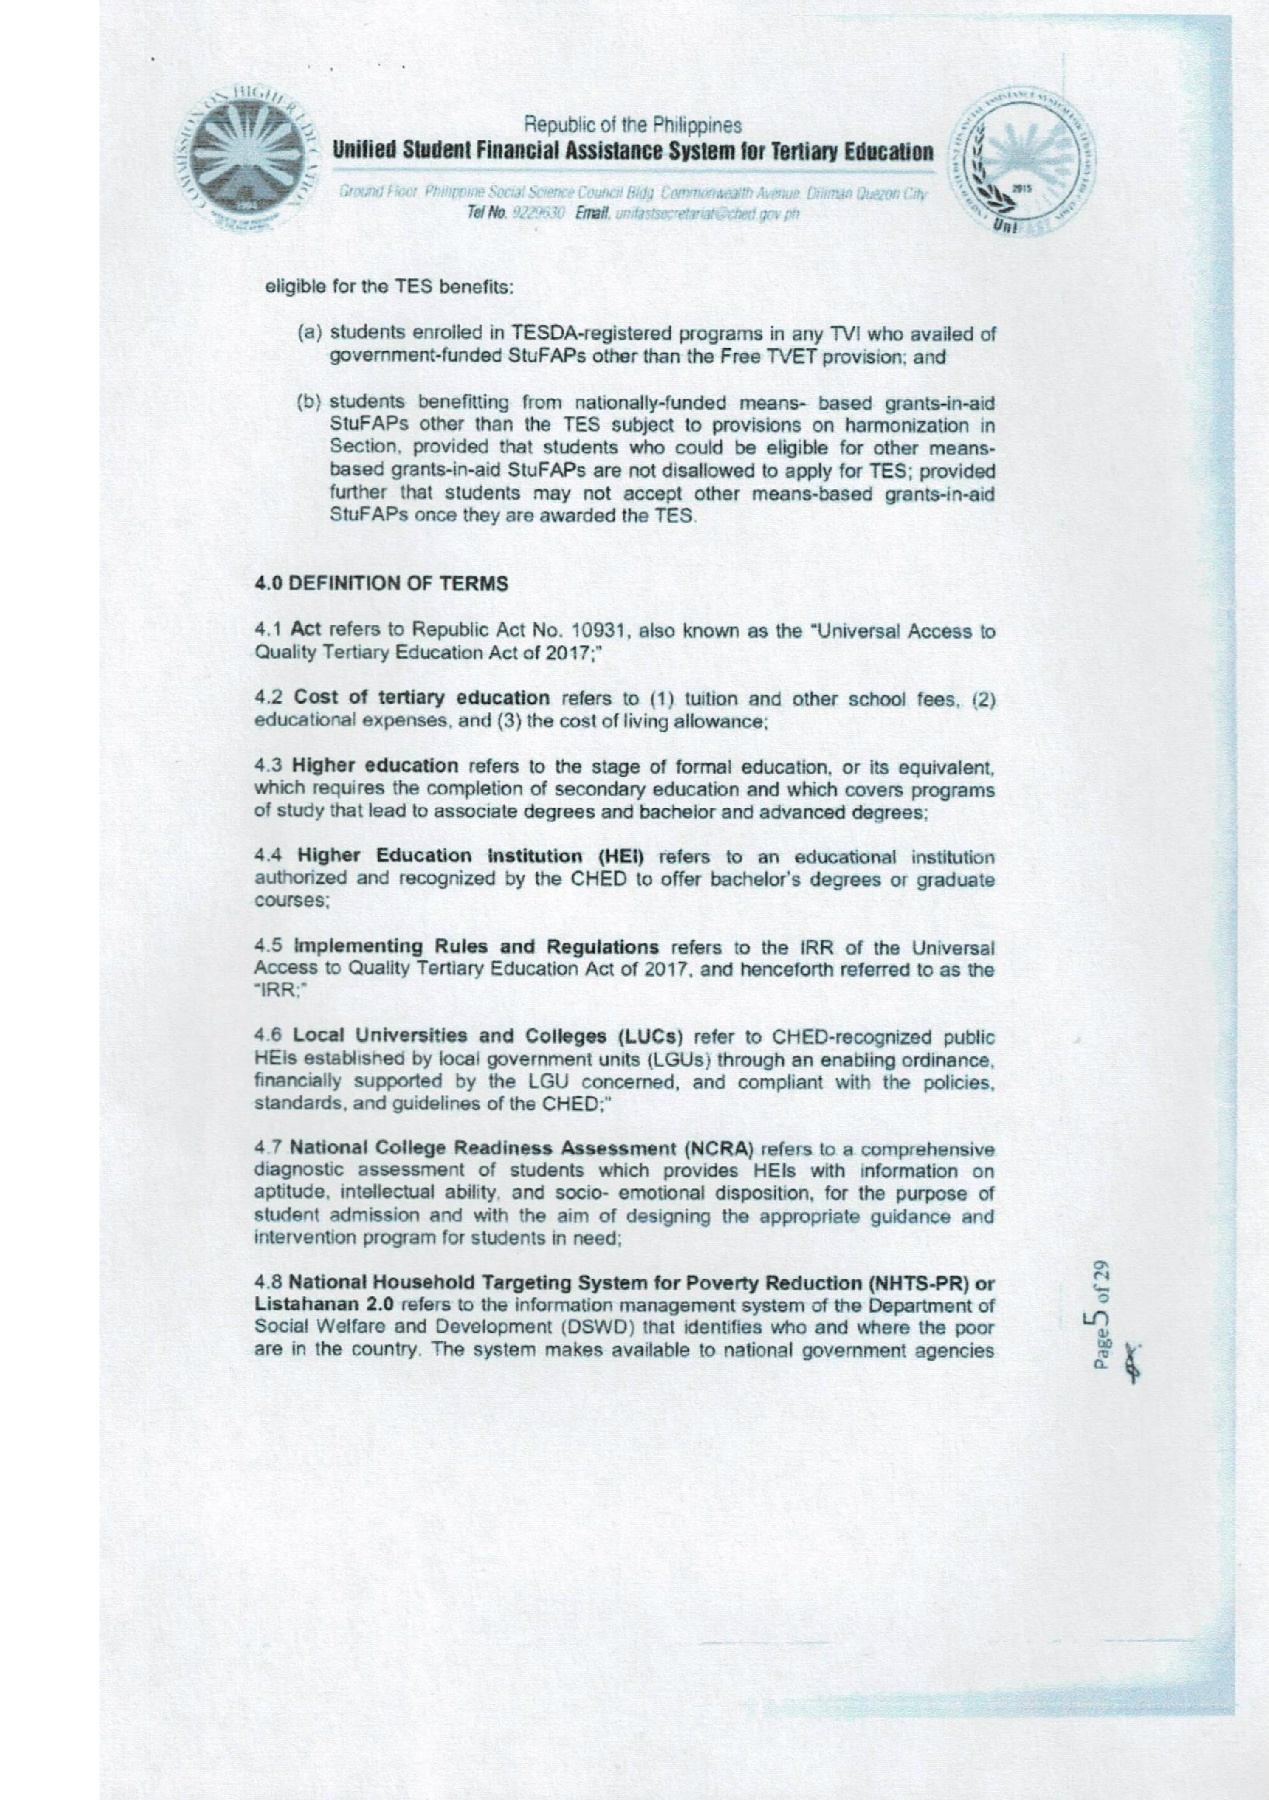 Republic of the Philippines
Unified Student Financial Assistance System for Tertiary Education
Ground Floor Philippine Social Science Council Bldg Commonwealth Avenue Diliman Quezon City
Tel No. 9229630 Email. unifastsecretariat@ched.gov.ph
COMMISSION ON HIGHER EDUCATION
1994
2015
UniFAST
eligible for the TES benefits:
(a) students enrolled in TESDA-registered programs in any TVI who availed of
government-funded StuFAPs other than the Free TVET provision; and
(b) students benefitting from nationally-funded means- based grants-in-aid
StuFAPs other than the TES subject to provisions on harmonization in
Section, provided that students who could be eligible for other means-
based grants-in-aid StuFAPs are not disallowed to apply for TES; provided
further that students may not accept other means-based grants-in-aid
StuFAPs once they are awarded the TES.
4.0 DEFINITION OF TERMS
4.1 Act refers to Republic Act No. 10931, also known as the "Universal Access to
Quality Tertiary Education Act of 2017;"
4.2 Cost of tertiary education refers to (1) tuition and other school fees, (2)
educational expenses, and (3) the cost of living allowance;
4.3 Higher education refers to the stage of formal education, or its equivalent,
which requires the completion of secondary education and which covers programs
of study that lead to associate degrees and bachelor and advanced degrees;
4.4 Higher Education Institution (HEI) refers to an educational institution
authorized and recognized by the CHED to offer bachelor's degrees or graduate
courses;
4.5 Implementing Rules and Regulations refers to the IRR of the Universal
Access to Quality Tertiary Education Act of 2017, and henceforth referred to as the
"IRR;"
4.6 Local Universities and Colleges (LUCs) refer to CHED-recognized public
HEIs established by local government units (LGUs) through an enabling ordinance,
financially supported by the LGU concerned, and compliant with the policies,
standards, and guidelines of the CHED;"
4.7 National College Readiness Assessment (NCRA) refers to a comprehensive
diagnostic assessment of students which provides HEIs with information on
aptitude, intellectual ability, and socio- emotional disposition, for the purpose of
student admission and with the aim of designing the appropriate guidance and
intervention program for students in need;
4.8 National Household Targeting System for Poverty Reduction (NHTS-PR) or
Listahanan 2.0 refers to the information management system of the Department of
Social Welfare and Development (DSWD) that identifies who and where the poor
are in the country. The system makes available to national government agencies
Page 5 of 29